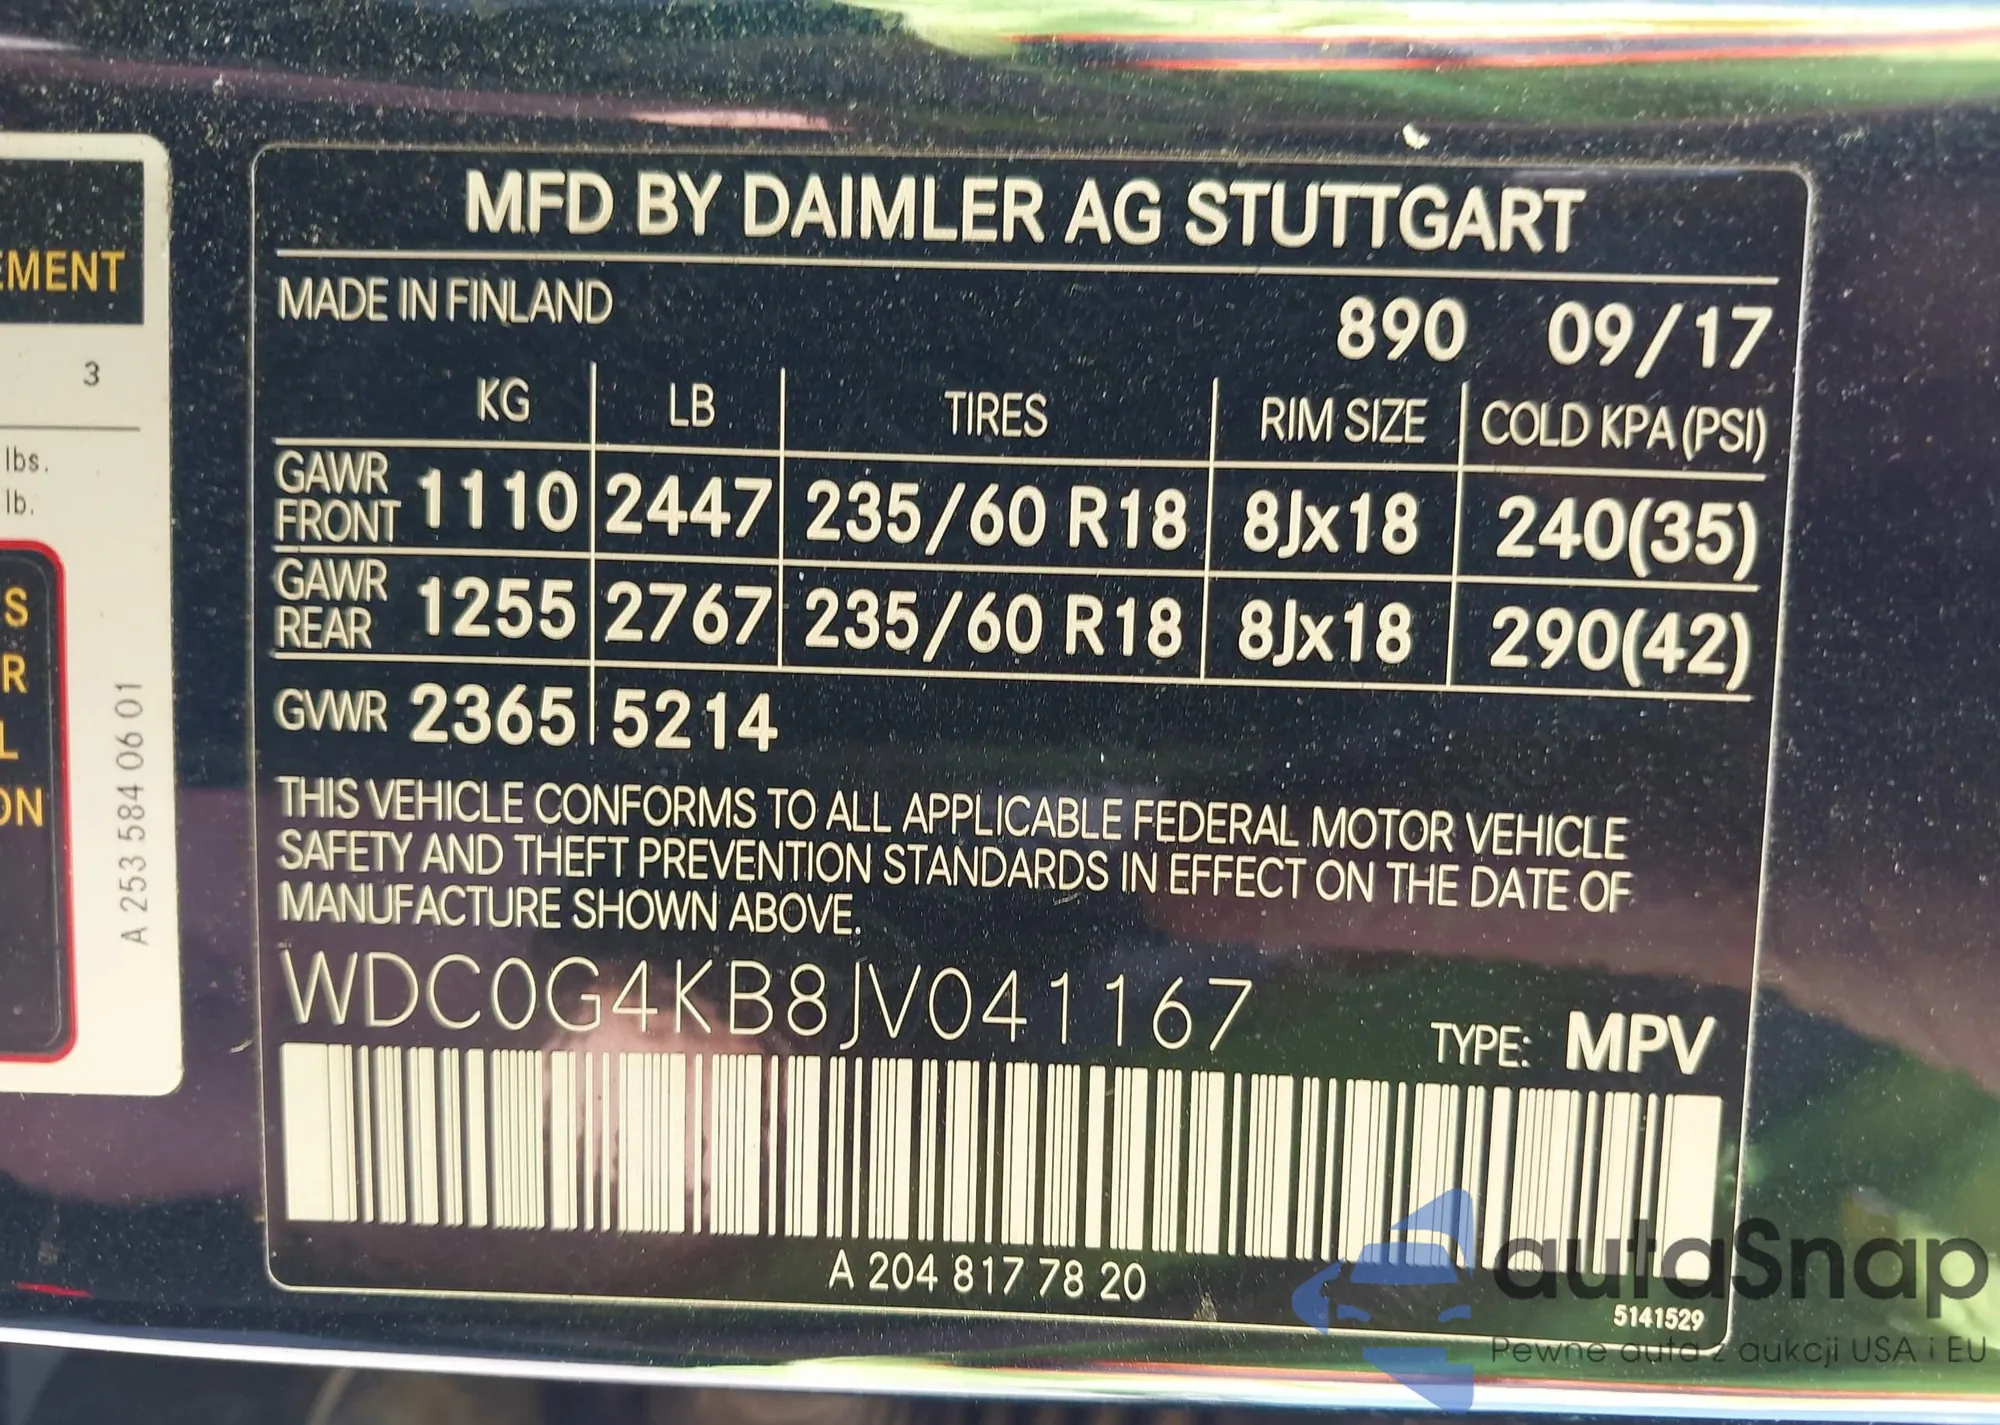 MFD BY DAIMLER AG STUTTGART
MADE IN FINLAND
890 09/17
KG LB TIRES RIM SIZE COLD KPA (PSI)
GAWR FRONT 1110 2447 235/60 R18 8Jx18 240(35)
GAWR REAR 1255 2767 235/60 R18 8Jx18 290(42)
GVWR 2365 5214
THIS VEHICLE CONFORMS TO ALL APPLICABLE FEDERAL MOTOR VEHICLE
SAFETY AND THEFT PREVENTION STANDARDS IN EFFECT ON THE DATE OF
MANUFACTURE SHOWN ABOVE.
WDC0G4KB8JV041167
TYPE: MPV
A 204 817 78 20
5141529
EMENT
3
lbs.
lb.
S
R
L
ON
A 253 584 06 01
autaSnap
Pewne auta z aukcji USA i EU